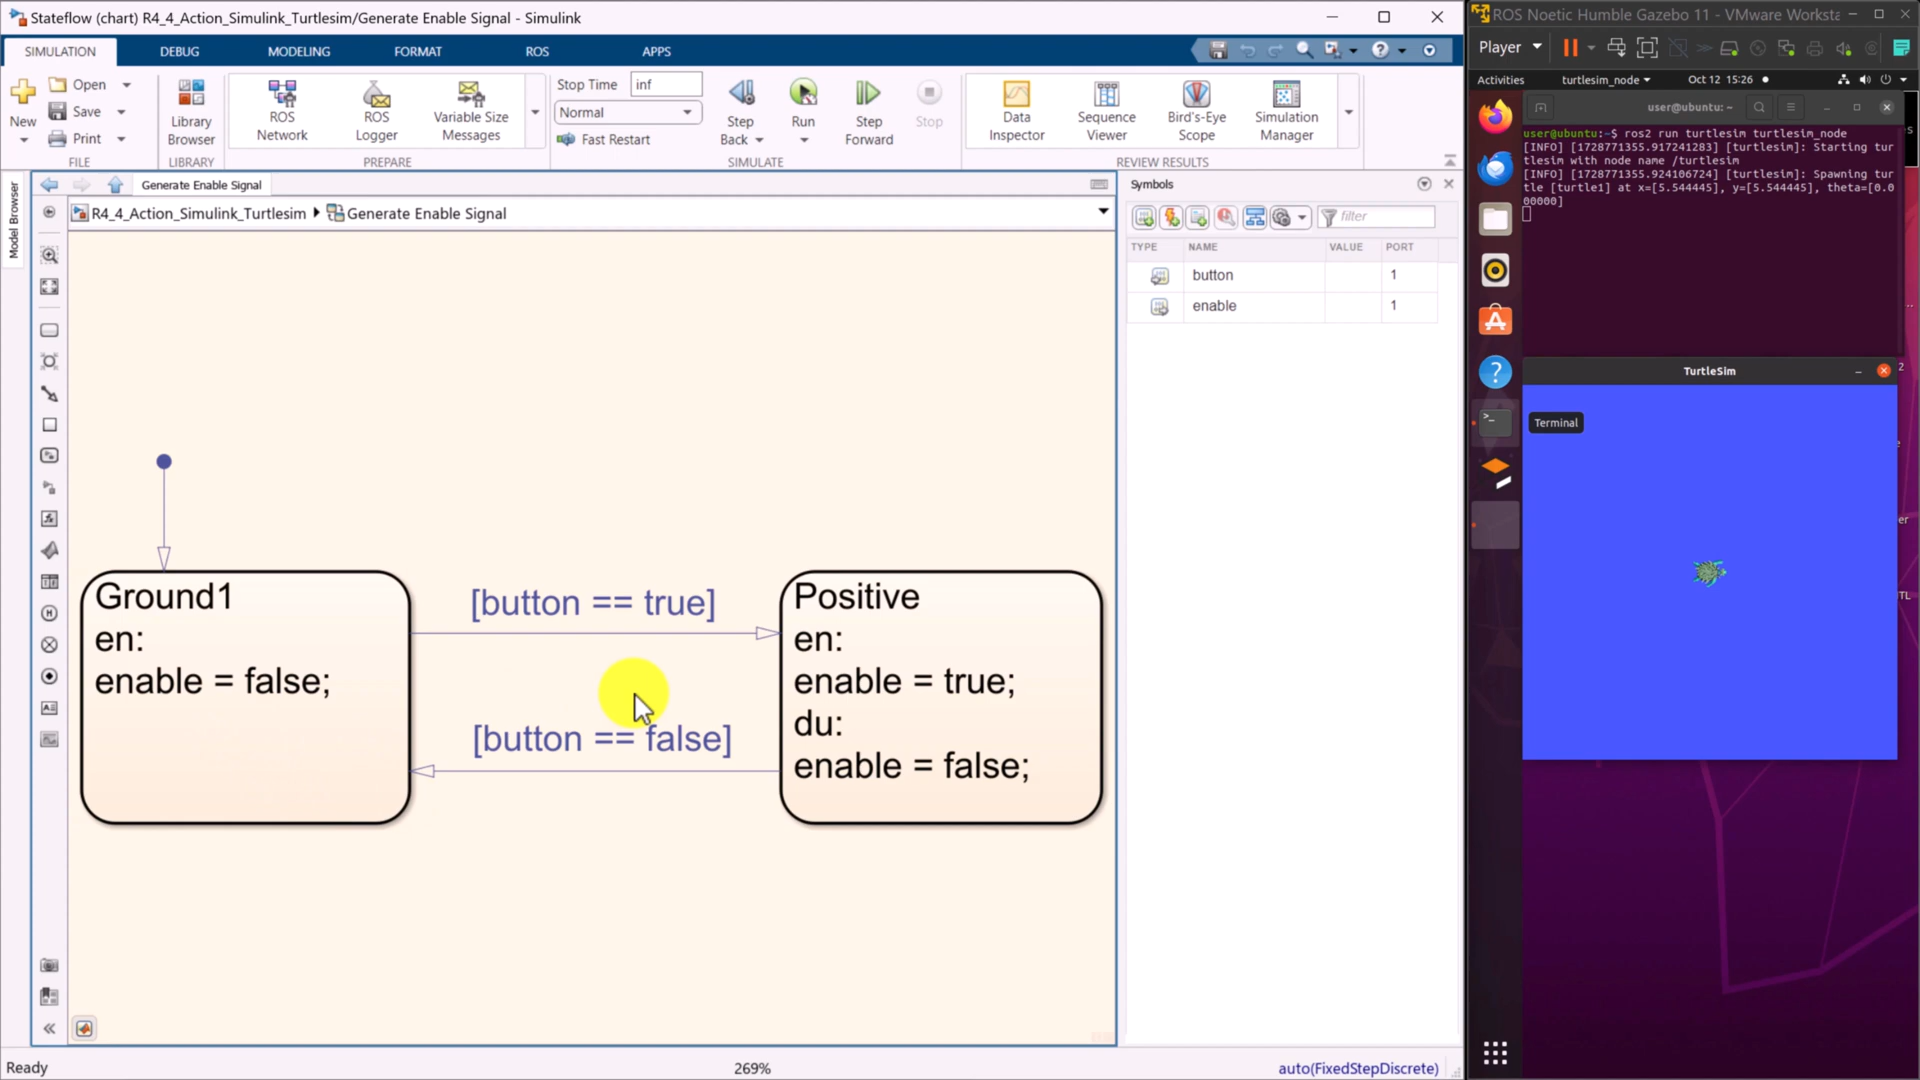 Stateflow (chart) R4_4_Action_Simulink_Turtlesim/Generate Enable Signal - Simulink
SIMULATION
DEBUG
MODELING
FORMAT
ROS
APPS
New
Open
Save
Print
FILE
Library
Browser
LIBRARY
ROS
Network
ROS
Logger
Variable Size
Messages
PREPARE
Stop Time
inf
Normal
Fast Restart
Step
Back
Run
Step
Forward
Stop
SIMULATE
Data
Inspector
Sequence
Viewer
Bird's-Eye
Scope
Simulation
Manager
REVIEW RESULTS
Model Browser
Generate Enable Signal
R4_4_Action_Simulink_Turtlesim
Generate Enable Signal
Ground1
en:
enable = false;
[button == true]
[button == false]
Positive
en:
enable = true;
du:
enable = false;
Symbols
filter
TYPE NAME VALUE PORT
button 1
enable 1
Ready
269%
auto(FixedStepDiscrete)
ROS Noetic Humble Gazebo 11 - VMware Worksta
Player
Activities
turtlesim_node
Oct 12 15:26
user@ubuntu: ~
user@ubuntu:~$ ros2 run turtlesim turtlesim_node
[INFO] [1728771355.917241283] [turtlesim]: Starting tur
tlesim with node name /turtlesim
[INFO] [1728771355.924106724] [turtlesim]: Spawning tur
tle [turtle1] at x=[5.544445], y=[5.544445], theta=[0.0
00000]
TurtleSim
Terminal